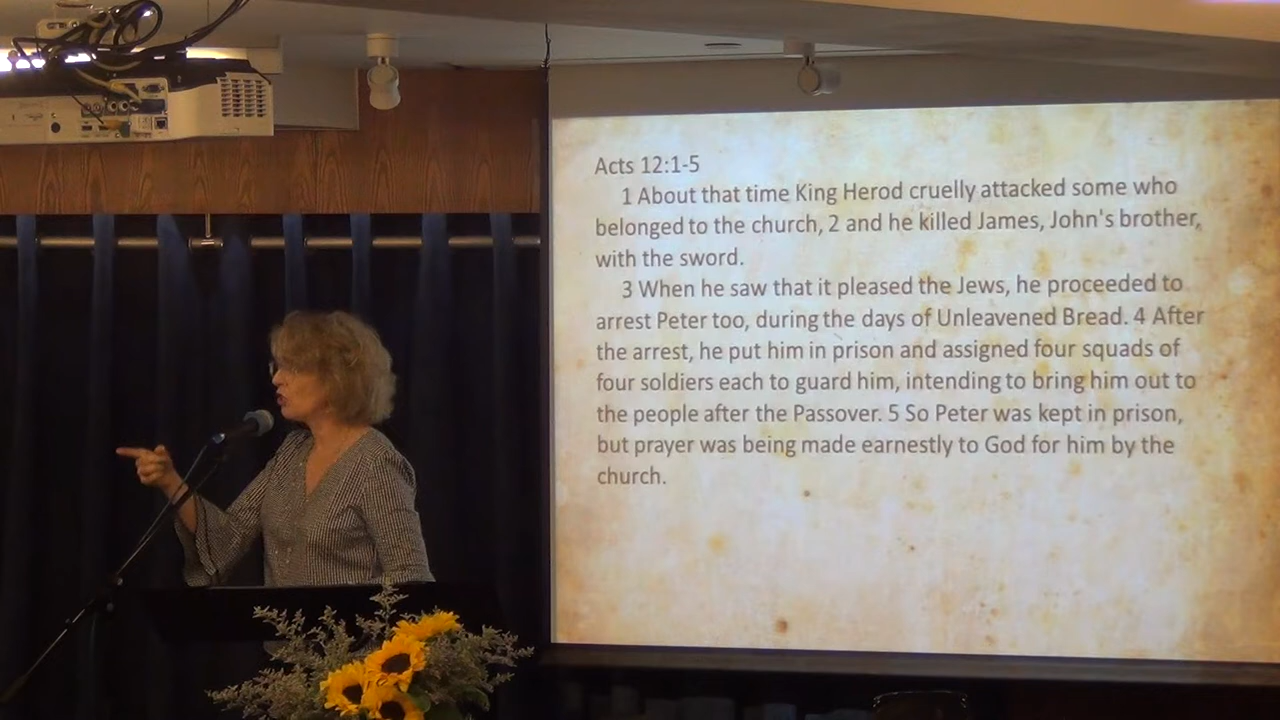 Acts 12:1-5
1 About that time King Herod cruelly attacked some who
belonged to the church, 2 and he killed James, John's brother,
with the sword.
3 When he saw that it pleased the Jews, he proceeded to
arrest Peter too, during the days of Unleavened Bread. 4 After
the arrest, he put him in prison and assigned four squads of
four soldiers each to guard him, intending to bring him out to
the people after the Passover. 5 So Peter was kept in prison,
but prayer was being made earnestly to God for him by the
church.